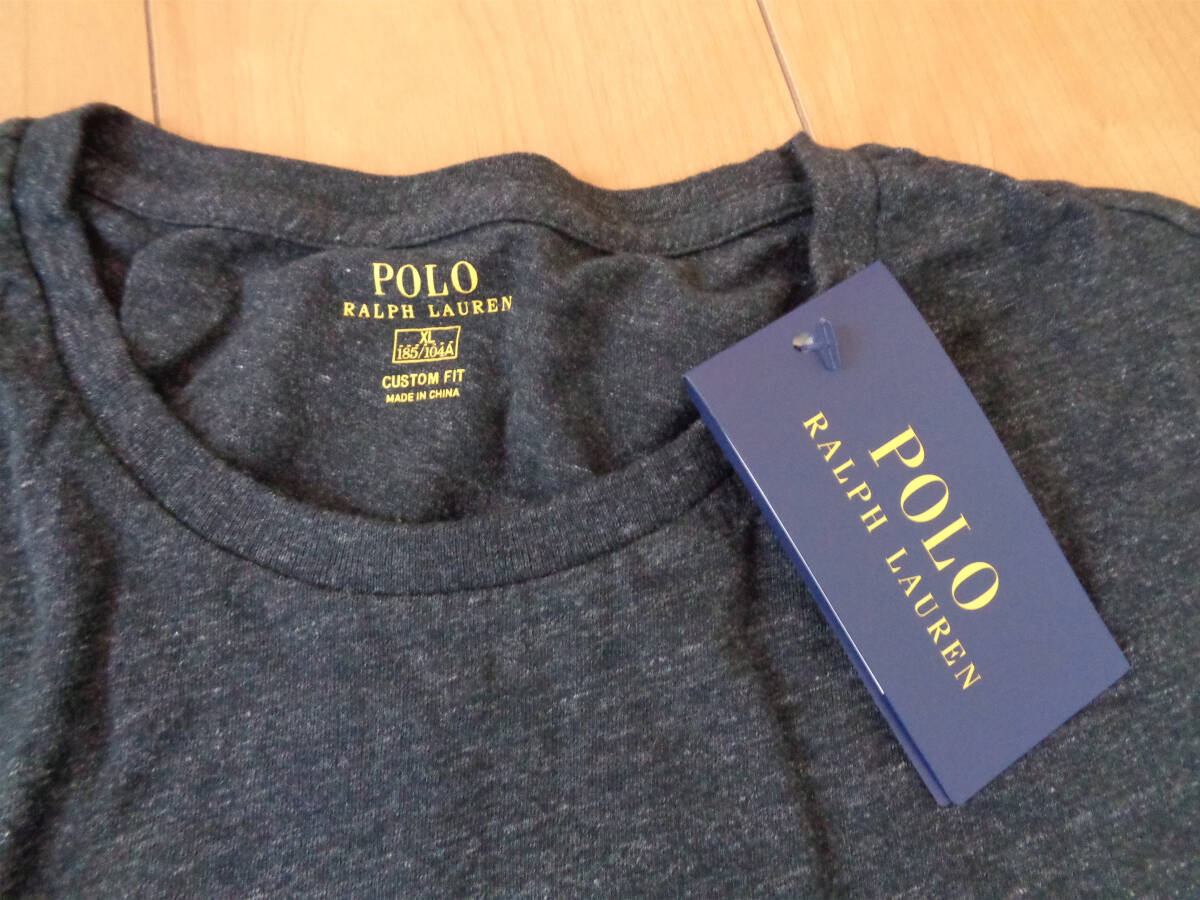 POLO
RALPH LAUREN
XL
185/104A
CUSTOM FIT
MADE IN CHINA
POLO
RALPH LAUREN